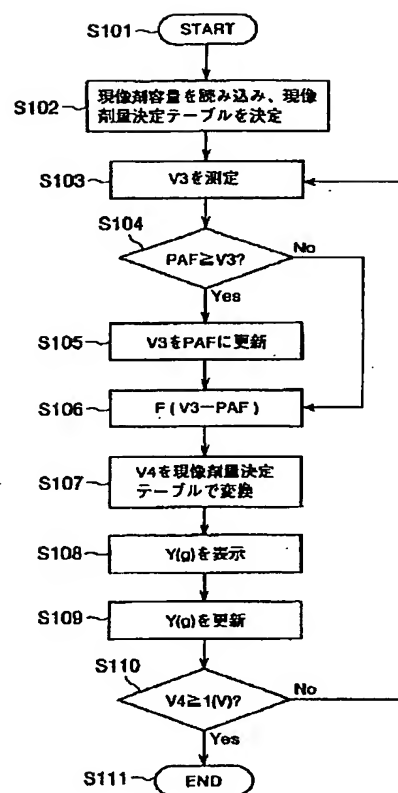 S101
START
S102
現像剤容量を読み込み、現像
剤量決定テーブルを決定
S103
V3を測定
S104
PAF≧V3?
No
Yes
S105
V3をPAFに更新
S106
F(V3−PAF)
S107
V4を現像剤量決定
テーブルで変換
S108
Y(g)を表示
S109
Y(g)を更新
S110
V4≧1(V)?
No
Yes
S111
END